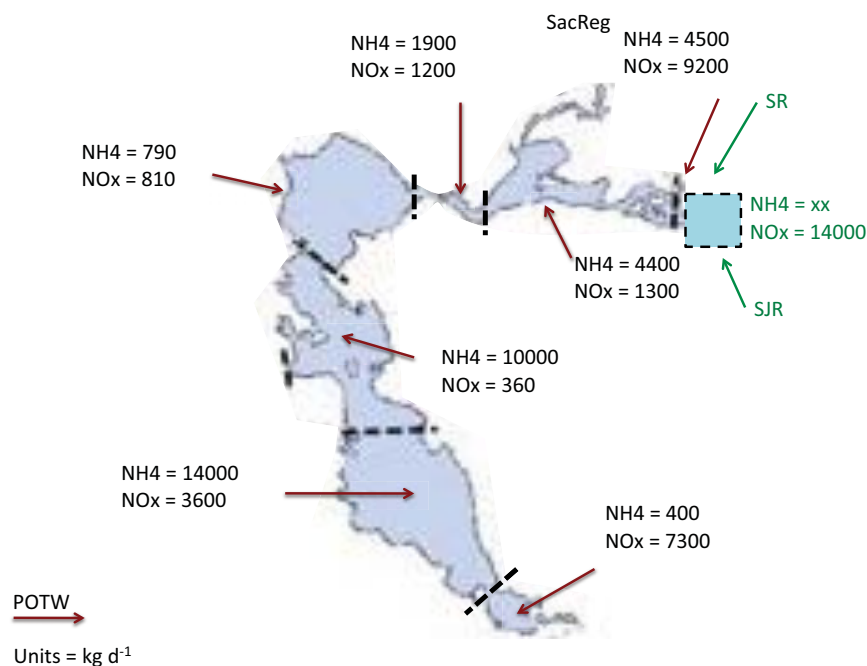 SacReg
NH4 = 4500
NOx = 9200
NH4 = 1900
NOx = 1200
SR
NH4 = 790
NOx = 810
NH4 = xx
NOx = 14000
NH4 = 4400
NOx = 1300
SJR
NH4 = 10000
NOx = 360
NH4 = 14000
NOx = 3600
NH4 = 400
NOx = 7300
POTW
Units = kg d⁻¹